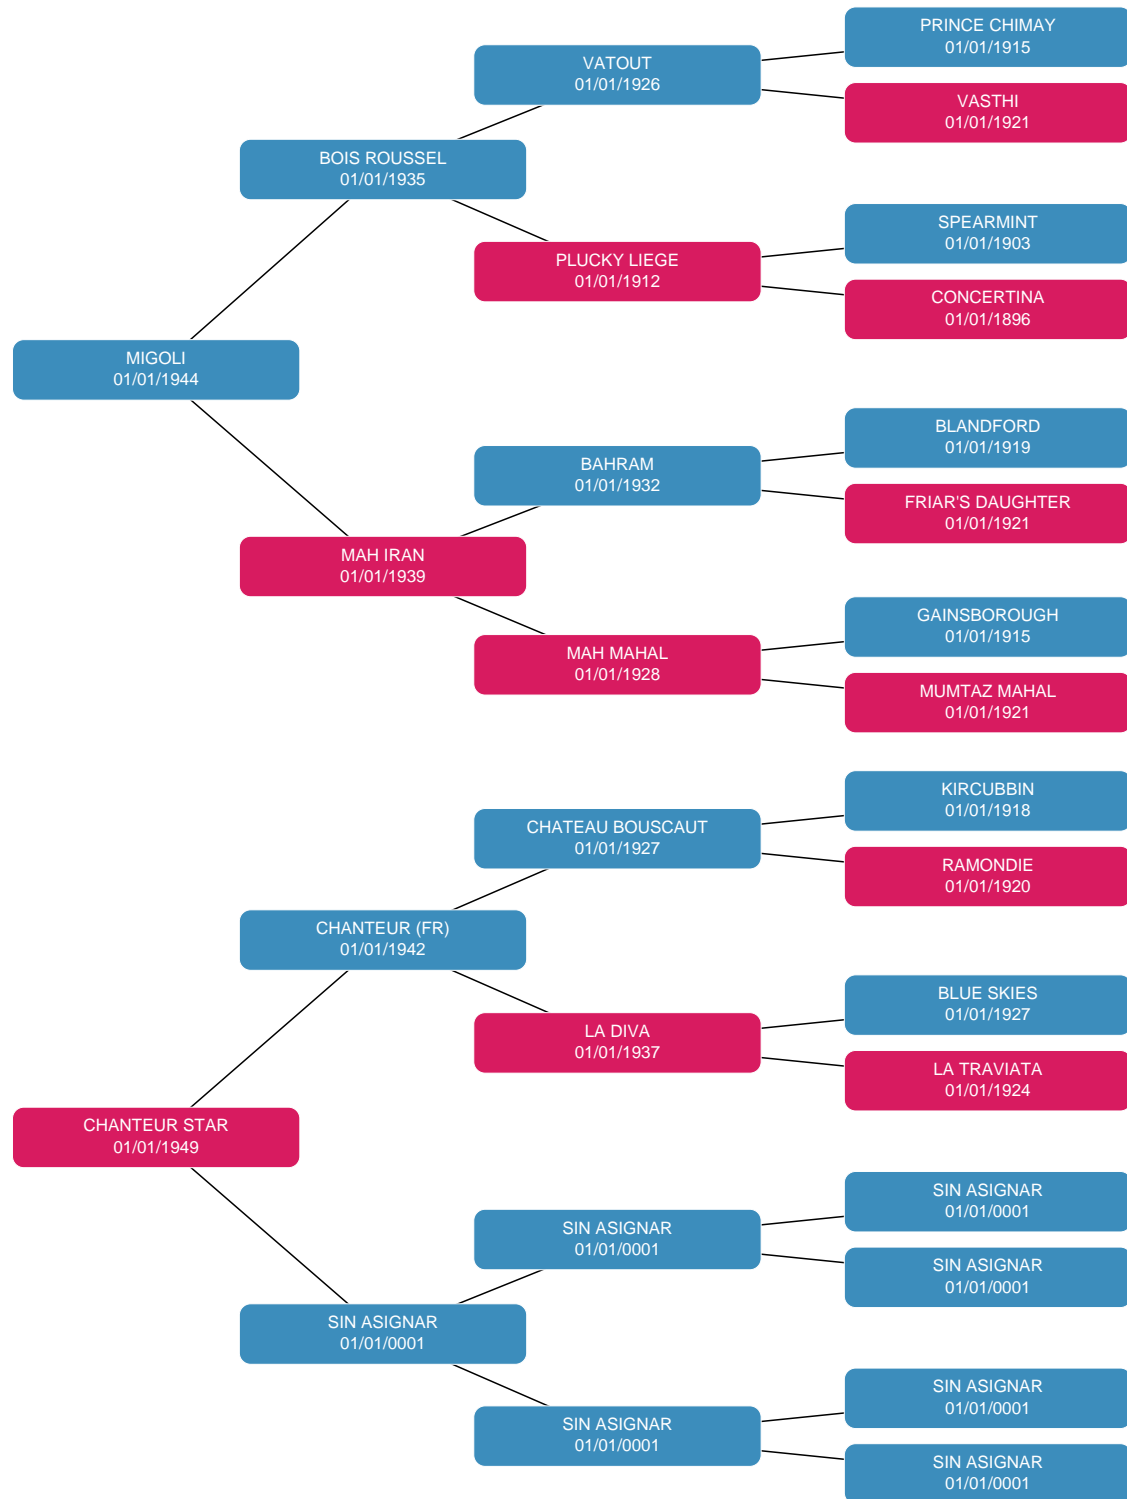 PRINCE CHIMAY
01/01/1915
VATOUT
01/01/1926
VASTHI
01/01/1921
BOIS ROUSSEL
01/01/1935
SPEARMINT
01/01/1903
PLUCKY LIEGE
01/01/1912
CONCERTINA
01/01/1896
MIGOLI
01/01/1944
BLANDFORD
01/01/1919
BAHRAM
01/01/1932
FRIAR'S DAUGHTER
01/01/1921
MAH IRAN
01/01/1939
GAINSBOROUGH
01/01/1915
MAH MAHAL
01/01/1928
MUMTAZ MAHAL
01/01/1921
KIRCUBBIN
01/01/1918
CHATEAU BOUSCAUT
01/01/1927
RAMONDIE
01/01/1920
CHANTEUR (FR)
01/01/1942
BLUE SKIES
01/01/1927
LA DIVA
01/01/1937
LA TRAVIATA
01/01/1924
CHANTEUR STAR
01/01/1949
SIN ASIGNAR
01/01/0001
SIN ASIGNAR
01/01/0001
SIN ASIGNAR
01/01/0001
SIN ASIGNAR
01/01/0001
SIN ASIGNAR
01/01/0001
SIN ASIGNAR
01/01/0001
SIN ASIGNAR
01/01/0001